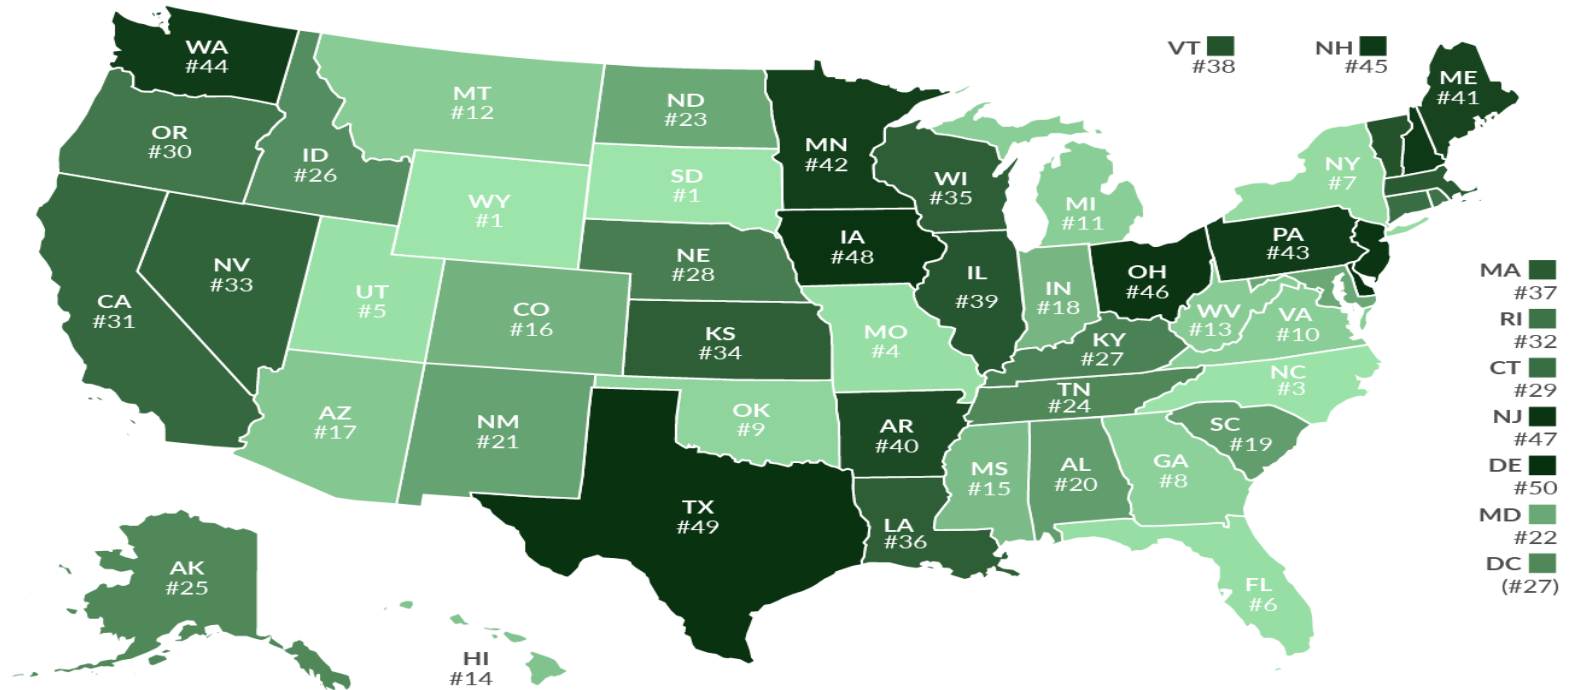 WA
#44
OR
#30
ID
#26
MT
#12
ND
#23
MN
#42
WI
#35
MI
#11
NY
#7
VT
#38
NH
#45
ME
#41
WY
#1
SD
#1
NE
#28
IA
#48
IL
#39
IN
#18
OH
#46
PA
#43
NV
#33
CA
#31
UT
#5
CO
#16
KS
#34
MO
#4
KY
#27
WV
#13
VA
#10
MA
#37
RI
#32
CT
#29
NJ
#47
DE
#50
MD
#22
DC
(#27)
AZ
#17
NM
#21
OK
#9
AR
#40
TN
#24
NC
#3
SC
#19
MS
#15
AL
#20
GA
#8
TX
#49
LA
#36
FL
#6
AK
#25
HI
#14